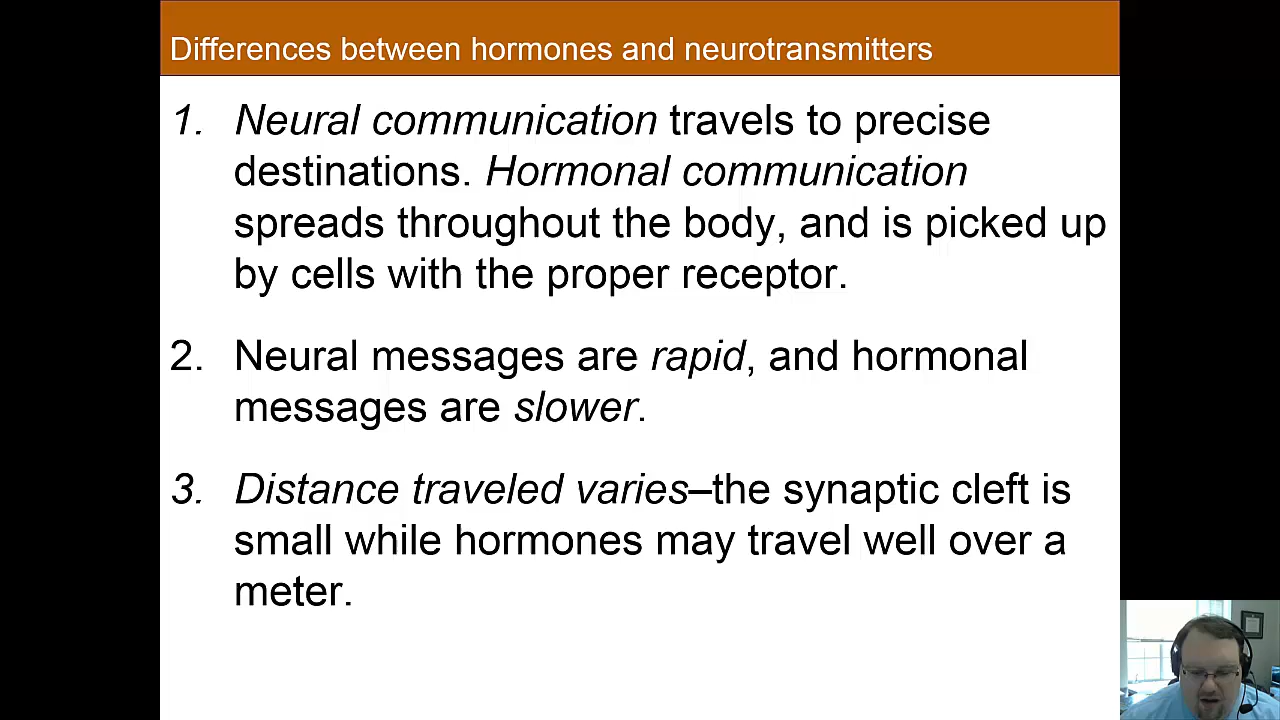 Differences between hormones and neurotransmitters
1. Neural communication travels to precise
destinations. Hormonal communication
spreads throughout the body, and is picked up
by cells with the proper receptor.
2. Neural messages are rapid, and hormonal
messages are slower.
3. Distance traveled varies–the synaptic cleft is
small while hormones may travel well over a
meter.